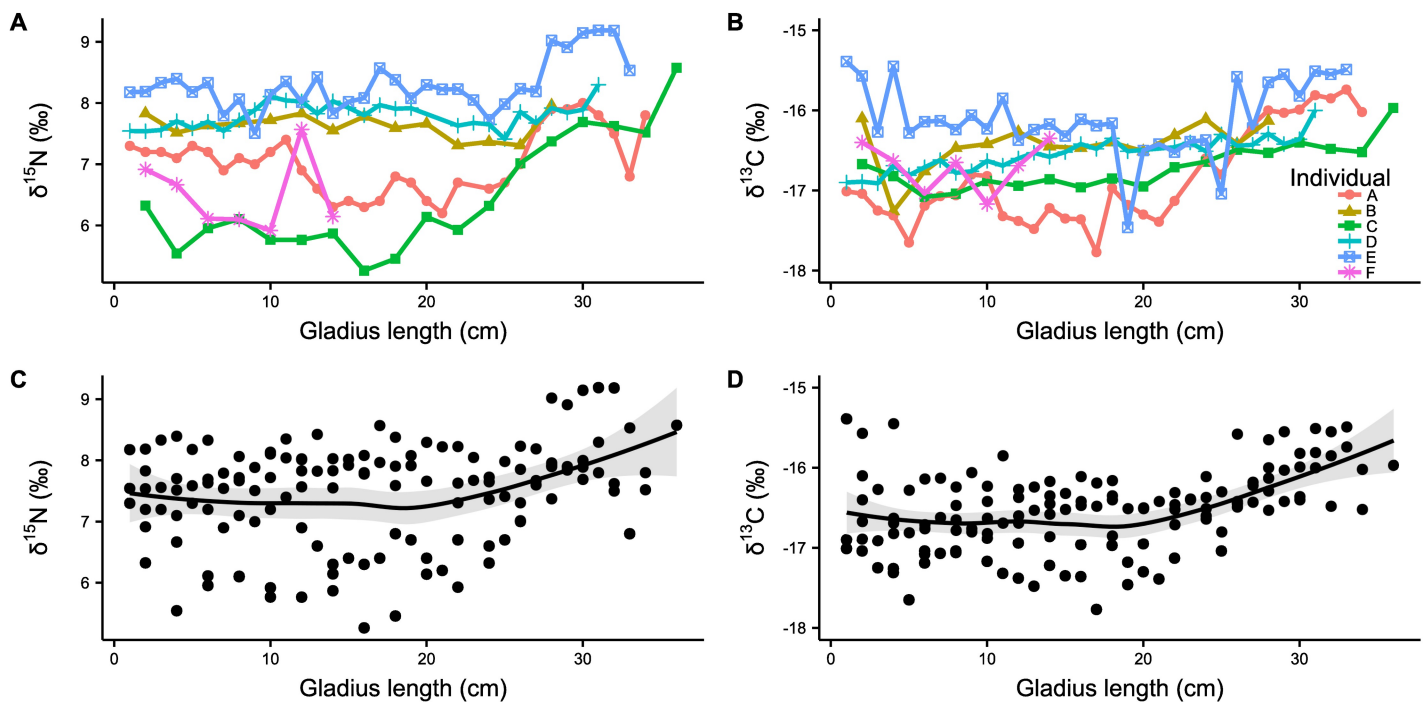 A
δ15N (‰)
9
8
7
6
0 10 20 30
Gladius length (cm)
B
δ13C (‰)
-15
-16
-17
-18
Individual
A
B
C
D
E
F
0 10 20 30
Gladius length (cm)
C
δ15N (‰)
9
8
7
6
0 10 20 30
Gladius length (cm)
D
δ13C (‰)
-15
-16
-17
-18
0 10 20 30
Gladius length (cm)